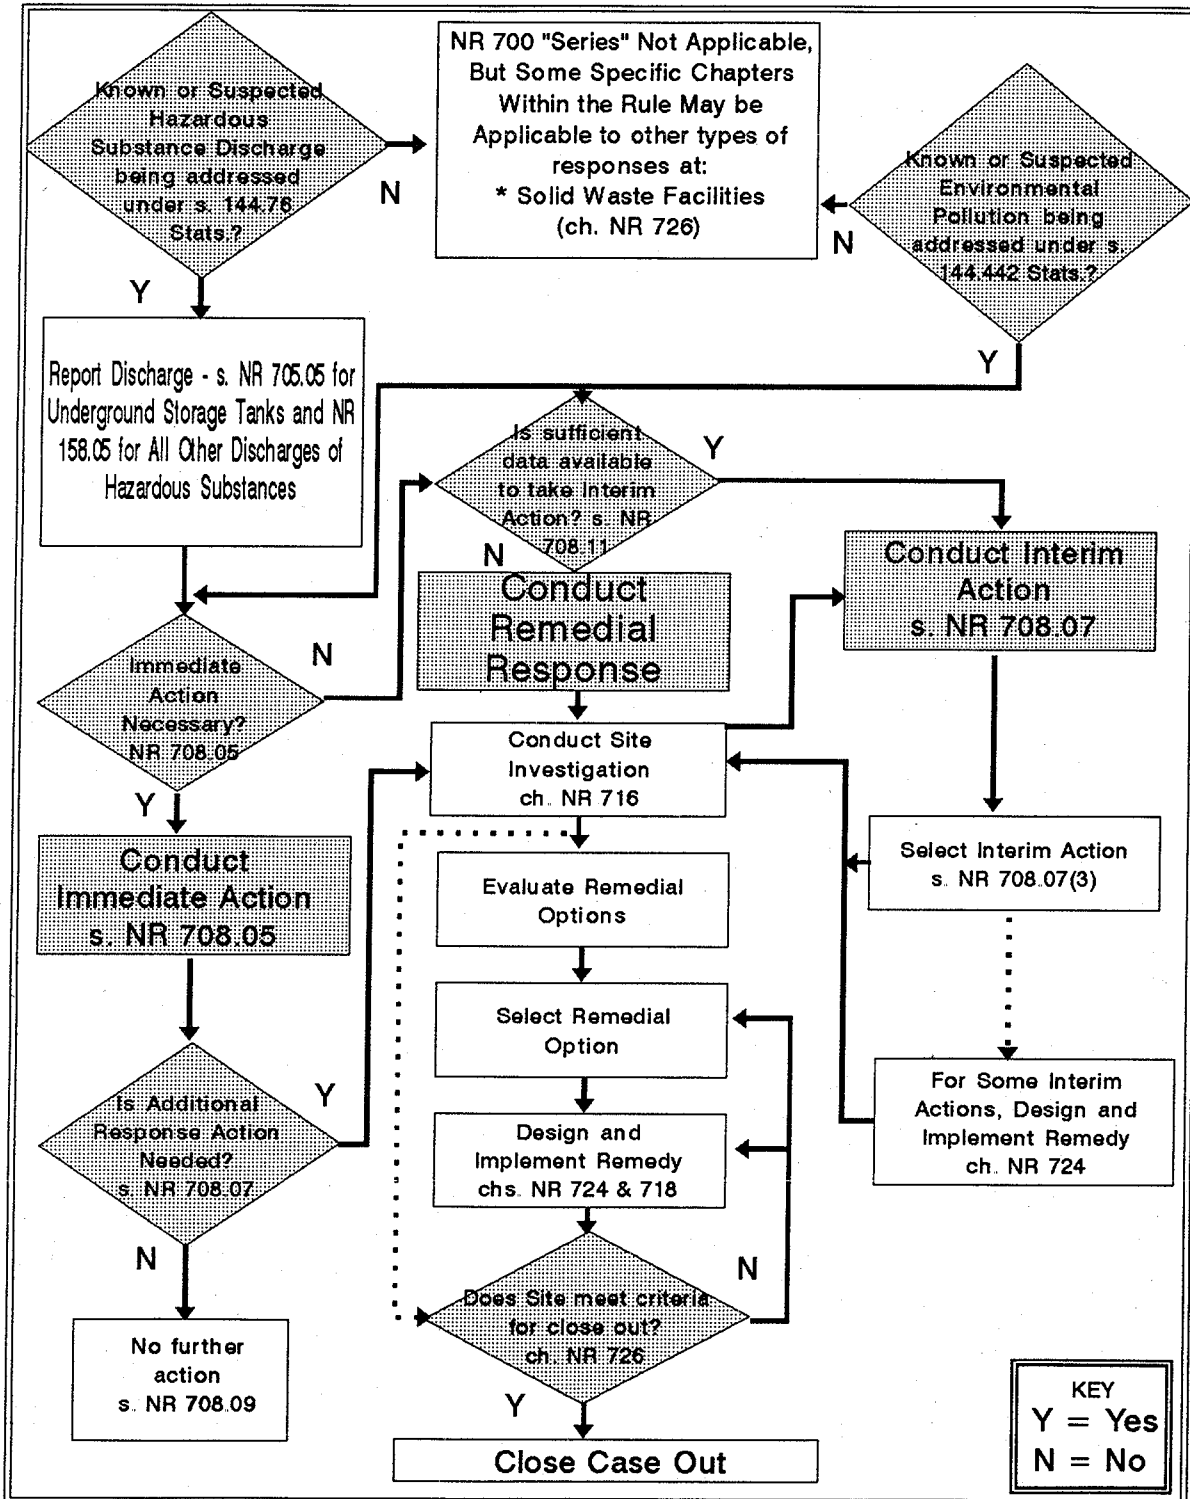 Known or Suspected
Hazardous
Substance Discharge
being addressed
under s. 144.76
Stats.?
N
Y
NR 700 "Series" Not Applicable,
But Some Specific Chapters
Within the Rule May be
Applicable to other types of
responses at:
* Solid Waste Facilities
(ch. NR 726)
Known or Suspected
Environmental
Pollution being
addressed under s.
144.442 Stats.?
N
Y
Report Discharge - s. NR 705.05 for
Underground Storage Tanks and NR
158.05 for All Other Discharges of
Hazardous Substances
Is sufficient
data available
to take Interim
Action? s. NR
708.11
Y
N
Conduct Interim
Action
s. NR 708.07
Conduct
Remedial
Response
Immediate
Action
Necessary?
NR 708.05
N
Y
Conduct Site
Investigation
ch. NR 716
Conduct
Immediate Action
s. NR 708.05
Evaluate Remedial
Options
Select Interim Action
s. NR 708.07(3)
Select Remedial
Option
Is Additional
Response Action
Needed?
s. NR 708.07
Y
N
Design and
Implement Remedy
chs. NR 724 & 718
For Some Interim
Actions, Design and
Implement Remedy
ch. NR 724
Does Site meet criteria
for close out?
ch. NR 726
N
Y
No further
action
s. NR 708.09
Close Case Out
KEY
Y = Yes
N = No